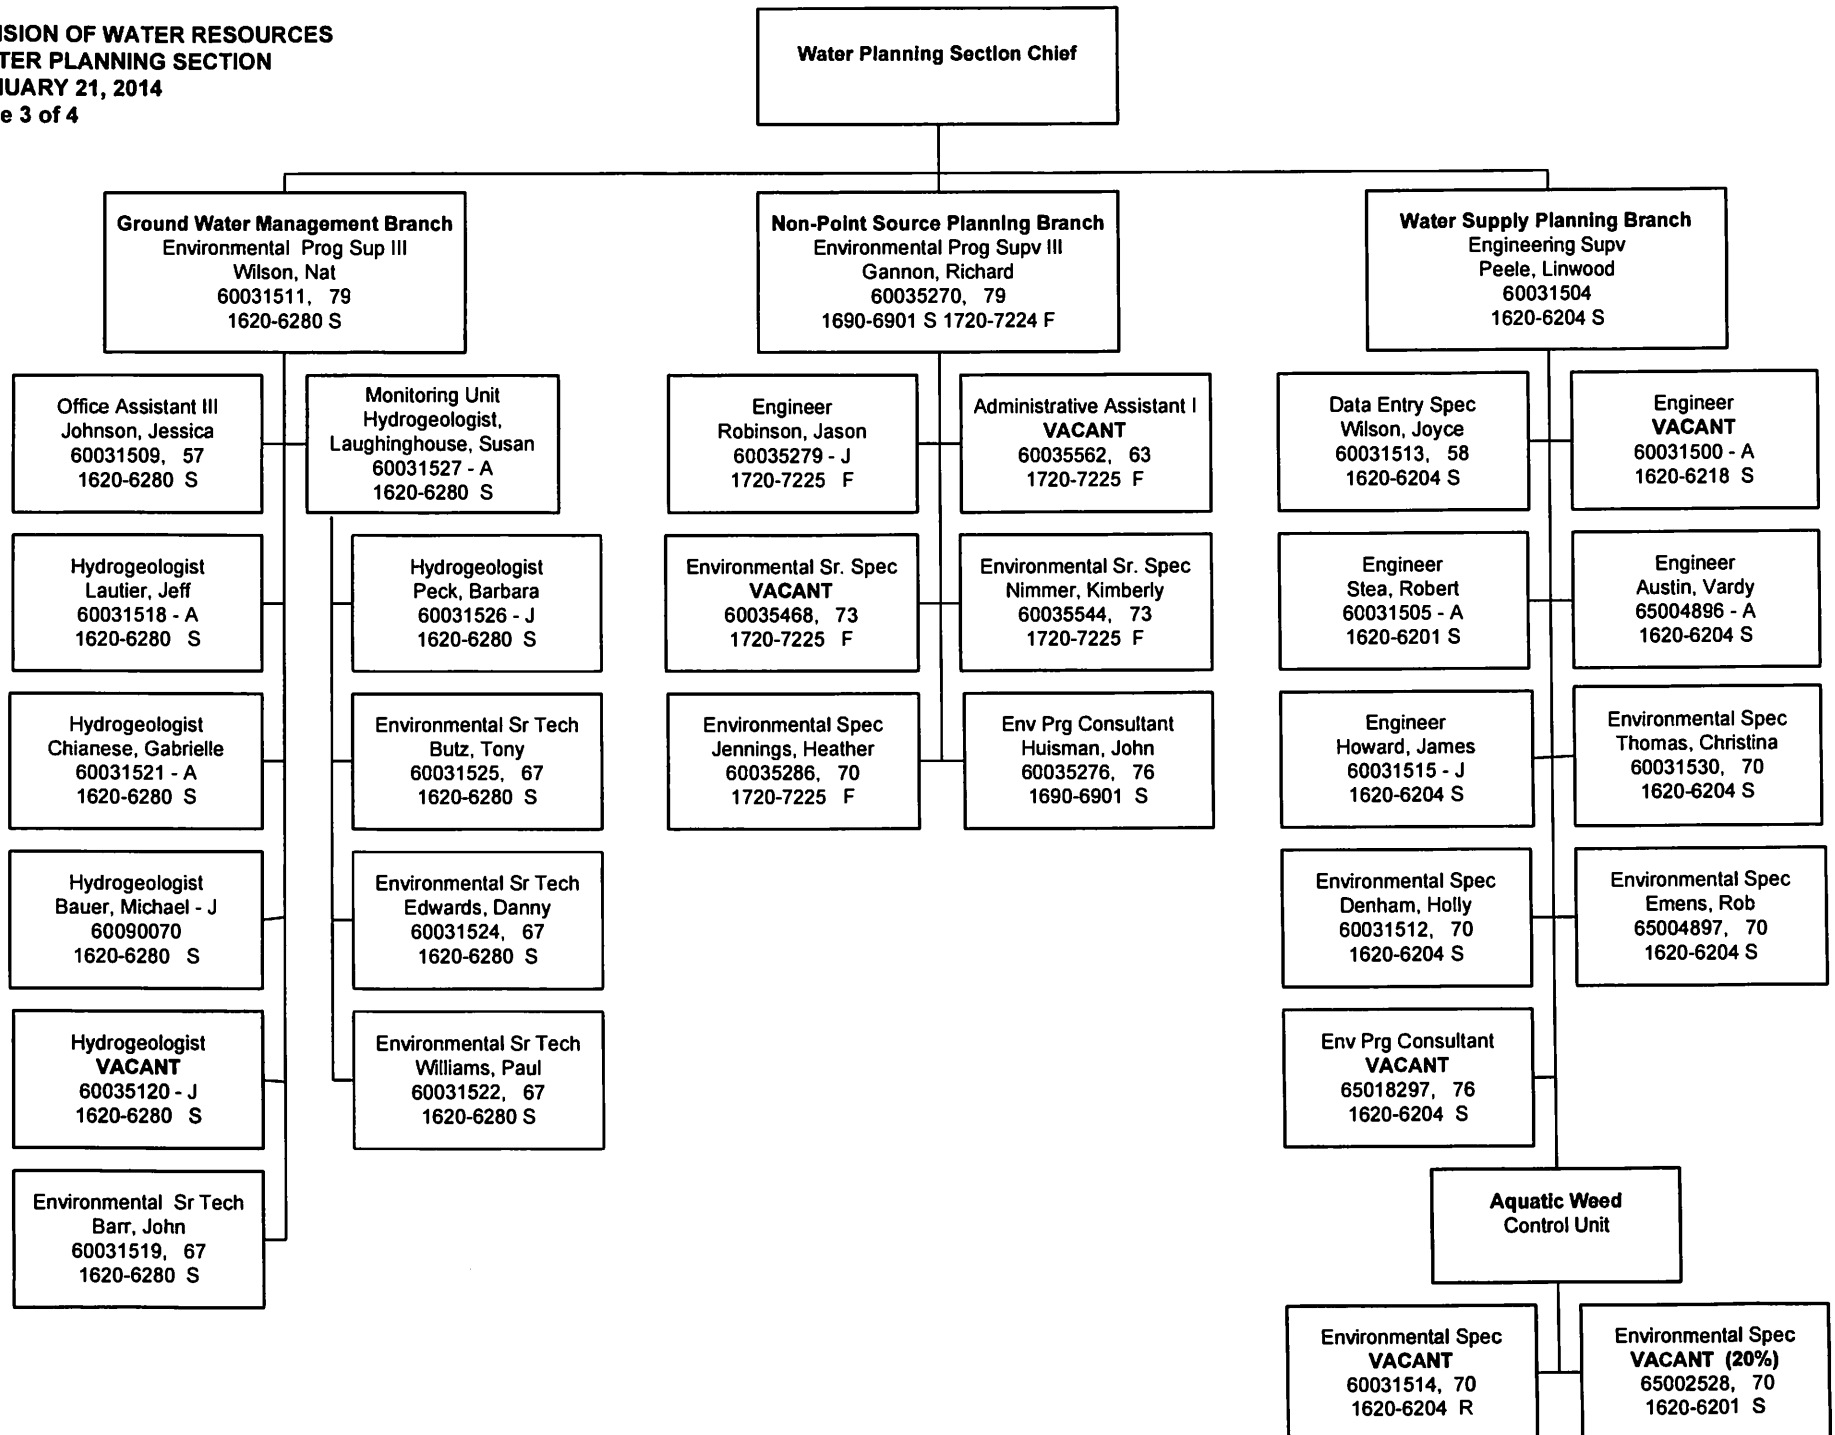 ISION OF WATER RESOURCES
TER PLANNING SECTION
NUARY 21, 2014
e 3 of 4
Water Planning Section Chief
Ground Water Management Branch
Environmental Prog Sup III
Wilson, Nat
60031511, 79
1620-6280 S
Non-Point Source Planning Branch
Environmental Prog Supv III
Gannon, Richard
60035270, 79
1690-6901 S 1720-7224 F
Water Supply Planning Branch
Engineering Supv
Peele, Linwood
60031504
1620-6204 S
Office Assistant III
Johnson, Jessica
60031509, 57
1620-6280 S
Monitoring Unit
Hydrogeologist,
Laughinghouse, Susan
60031527 - A
1620-6280 S
Hydrogeologist
Lautier, Jeff
60031518 - A
1620-6280 S
Hydrogeologist
Peck, Barbara
60031526 - J
1620-6280 S
Hydrogeologist
Chianese, Gabrielle
60031521 - A
1620-6280 S
Environmental Sr Tech
Butz, Tony
60031525, 67
1620-6280 S
Hydrogeologist
Bauer, Michael - J
60090070
1620-6280 S
Environmental Sr Tech
Edwards, Danny
60031524, 67
1620-6280 S
Hydrogeologist
VACANT
60035120 - J
1620-6280 S
Environmental Sr Tech
Williams, Paul
60031522, 67
1620-6280 S
Environmental Sr Tech
Barr, John
60031519, 67
1620-6280 S
Engineer
Robinson, Jason
60035279 - J
1720-7225 F
Administrative Assistant I
VACANT
60035562, 63
1720-7225 F
Environmental Sr. Spec
VACANT
60035468, 73
1720-7225 F
Environmental Sr. Spec
Nimmer, Kimberly
60035544, 73
1720-7225 F
Environmental Spec
Jennings, Heather
60035286, 70
1720-7225 F
Env Prg Consultant
Huisman, John
60035276, 76
1690-6901 S
Data Entry Spec
Wilson, Joyce
60031513, 58
1620-6204 S
Engineer
VACANT
60031500 - A
1620-6218 S
Engineer
Stea, Robert
60031505 - A
1620-6201 S
Engineer
Austin, Vardy
65004896 - A
1620-6204 S
Engineer
Howard, James
60031515 - J
1620-6204 S
Environmental Spec
Thomas, Christina
60031530, 70
1620-6204 S
Environmental Spec
Denham, Holly
60031512, 70
1620-6204 S
Environmental Spec
Emens, Rob
65004897, 70
1620-6204 S
Env Prg Consultant
VACANT
65018297, 76
1620-6204 S
Aquatic Weed
Control Unit
Environmental Spec
VACANT
60031514, 70
1620-6204 R
Environmental Spec
VACANT (20%)
65002528, 70
1620-6201 S